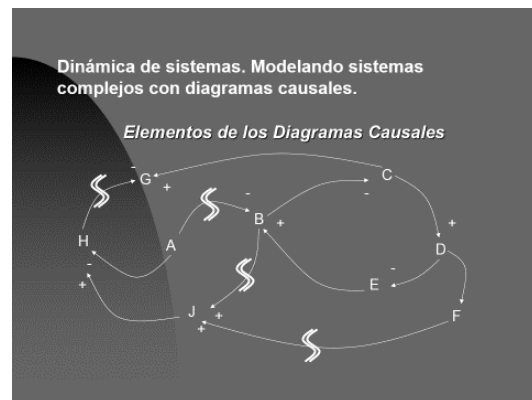 Dinámica de sistemas. Modelando sistemas
complejos con diagramas causales.
Elementos de los Diagramas Causales
- G +
C
-
- B +
+
H
A
D
-
+
E -
J +
+
F